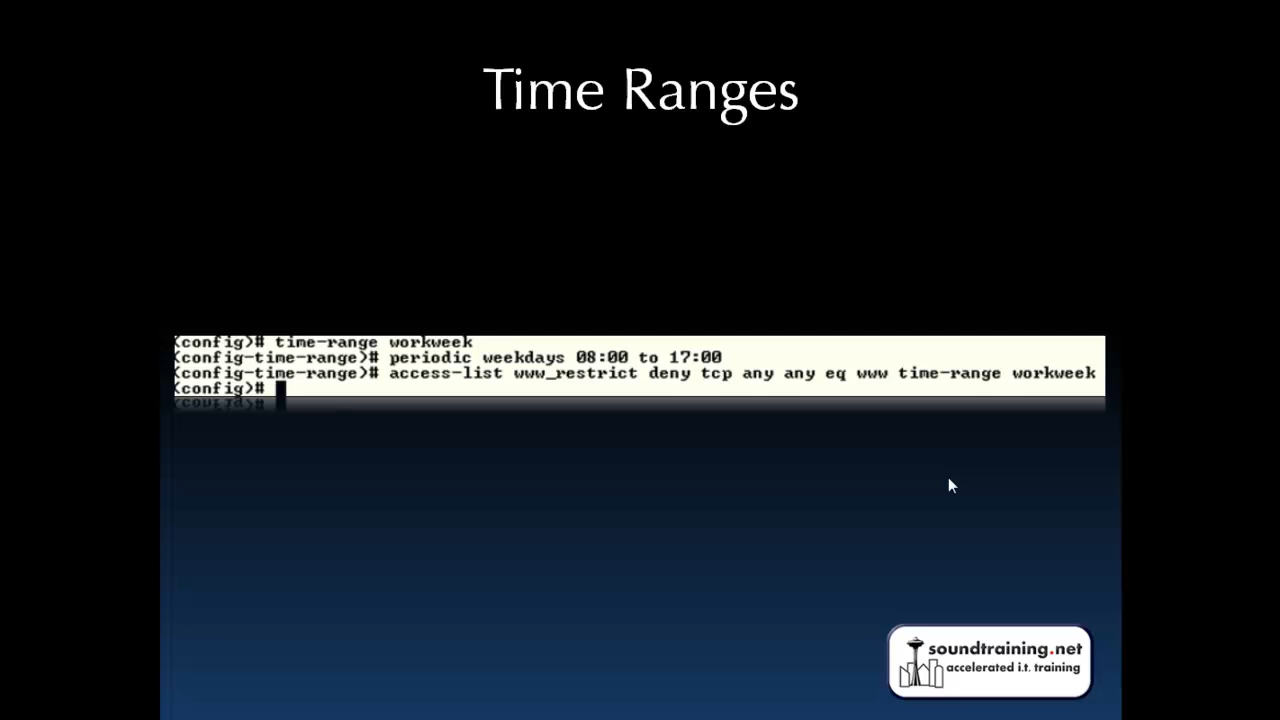 Time Ranges
(config)# time-range workweek
(config-time-range)# periodic weekdays 08:00 to 17:00
(config-time-range)# access-list www_restrict deny tcp any any eq www time-range workweek
(config)#
soundtraining.net
accelerated i.t. training